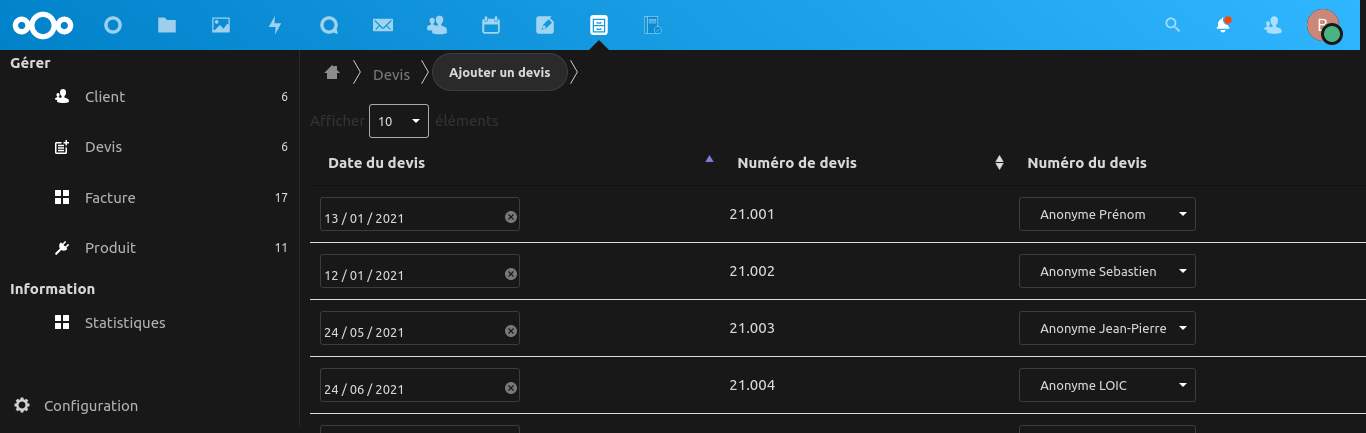 B
Gérer
Client 6
Devis 6
Facture 17
Produit 11
Information
Statistiques
Configuration
Devis Ajouter un devis
Afficher 10 éléments
Date du devis Numéro de devis Numéro du devis
13 / 01 / 2021 21.001 Anonyme Prénom
12 / 01 / 2021 21.002 Anonyme Sebastien
24 / 05 / 2021 21.003 Anonyme Jean-Pierre
24 / 06 / 2021 21.004 Anonyme LOIC